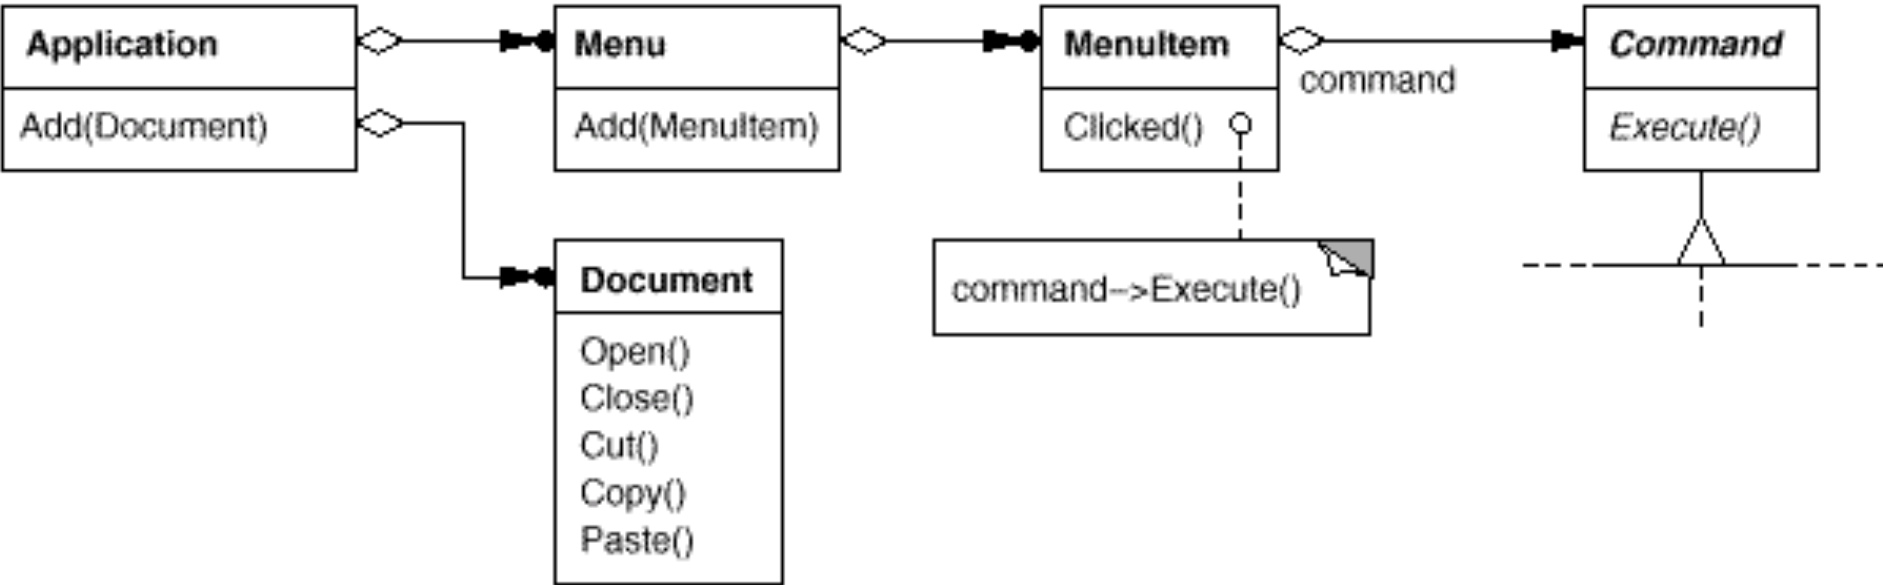 Application
Add(Document)
Menu
Add(MenuItem)
MenuItem
Clicked()
command
Command
Execute()
Document
Open()
Close()
Cut()
Copy()
Paste()
command–>Execute()